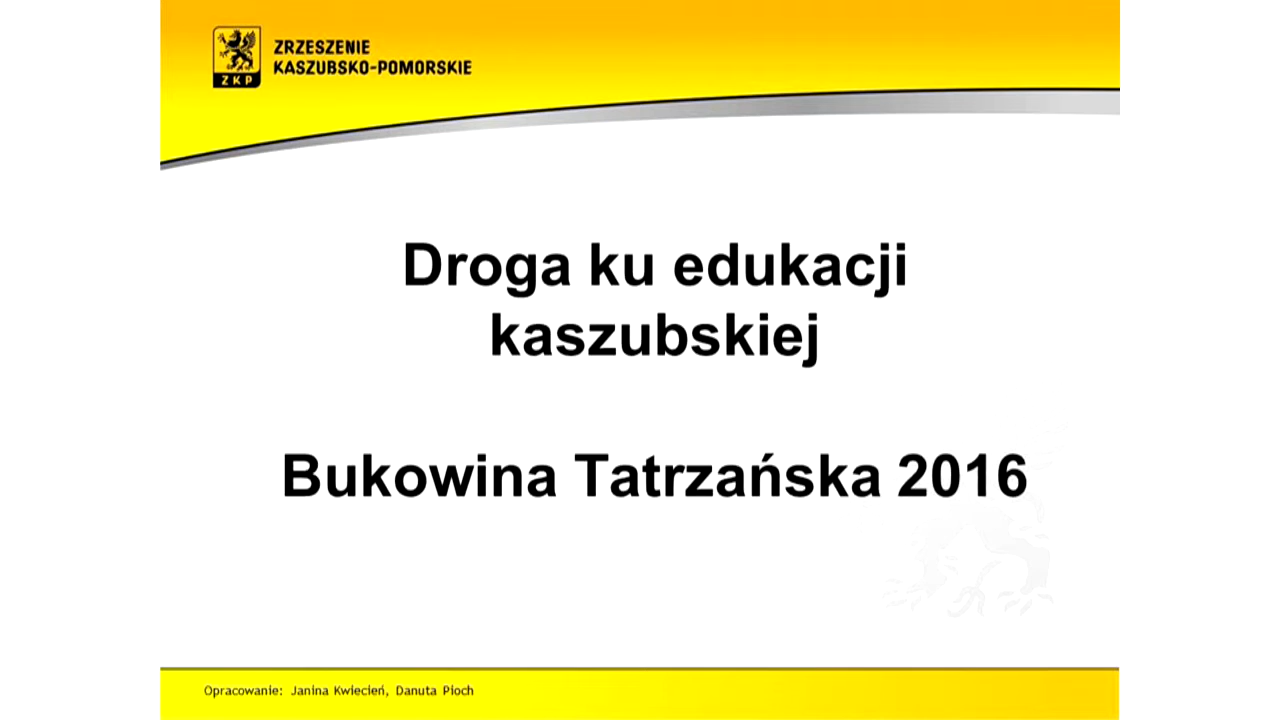 ZRZESZENIE
KASZUBSKO-POMORSKIE
ZKP
Droga ku edukacji
kaszubskiej
Bukowina Tatrzańska 2016
Opracowanie: Janina Kwiecień, Danuta Pioch